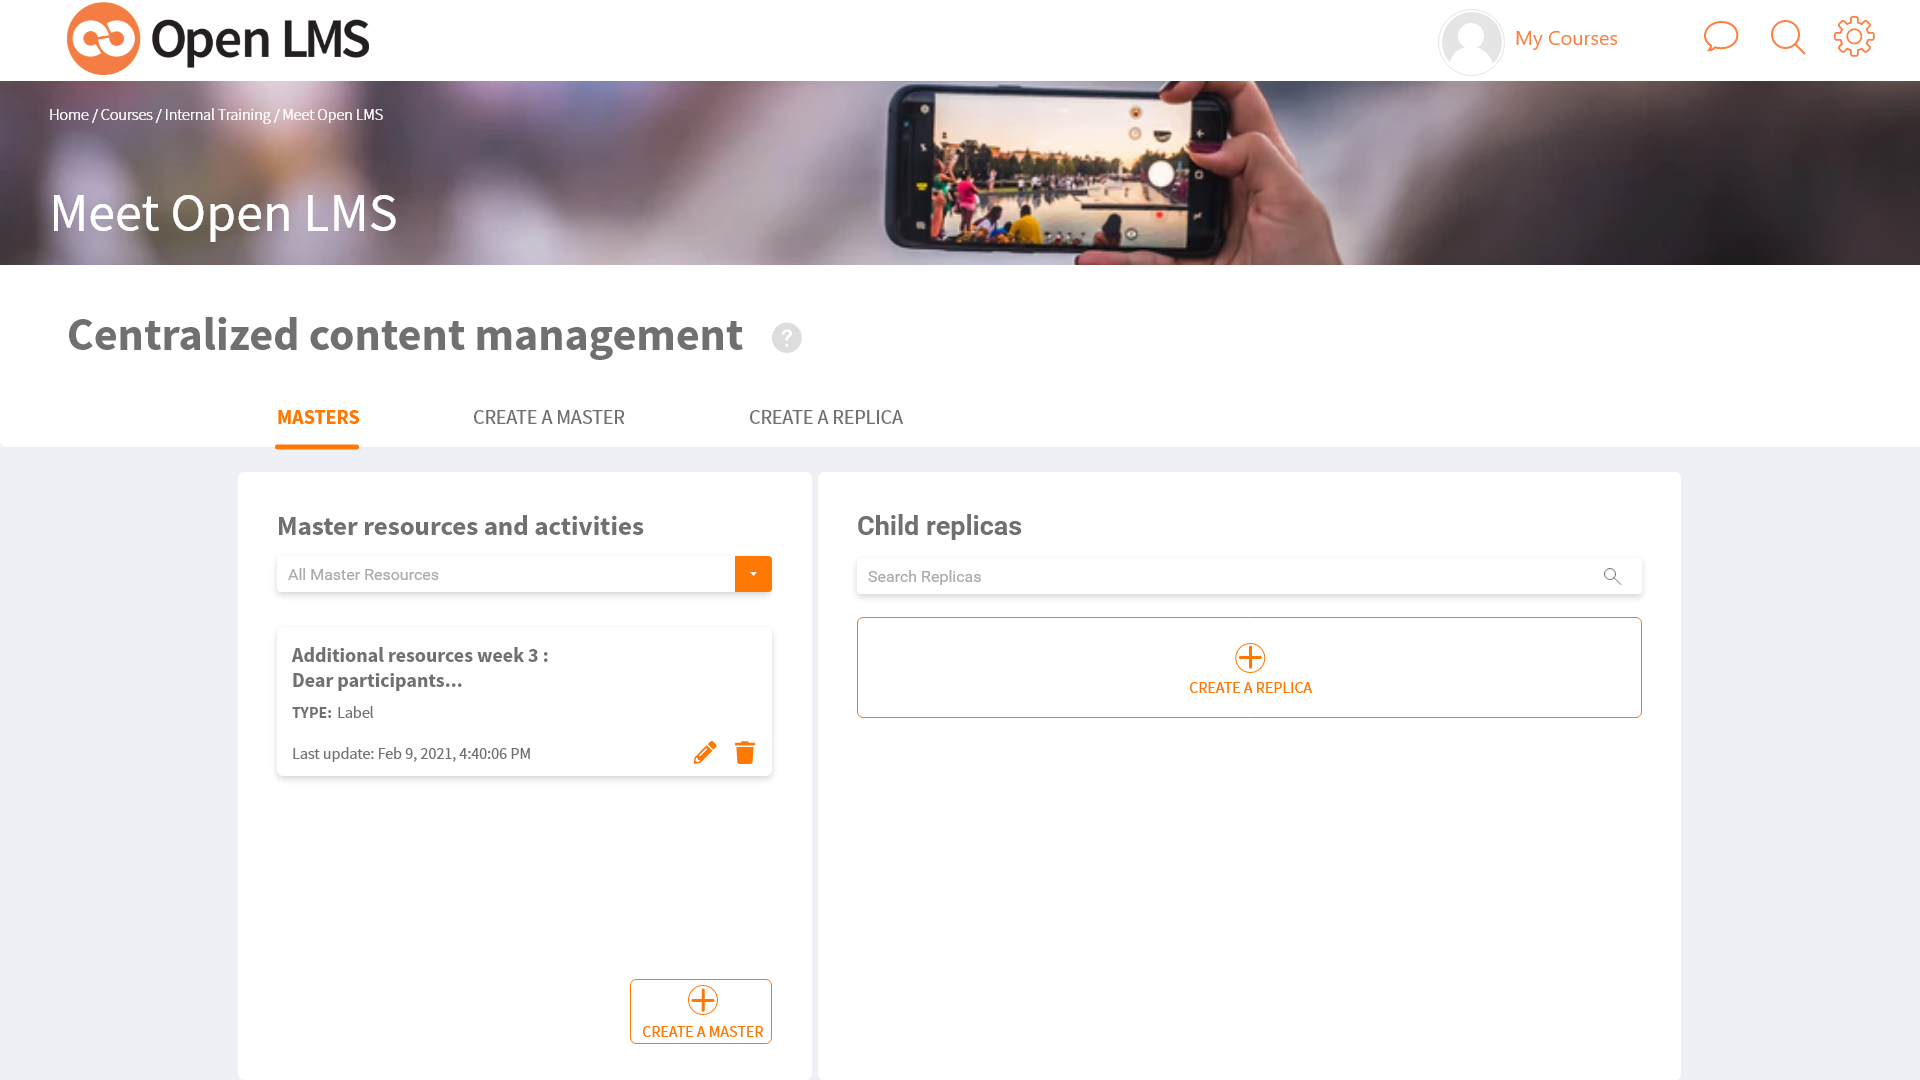 Open LMS
My Courses
Home / Courses / Internal Training / Meet Open LMS
Meet Open LMS
Centralized content management ?
MASTERS
CREATE A MASTER
CREATE A REPLICA
Master resources and activities
All Master Resources
Additional resources week 3 :
Dear participants...
TYPE: Label
Last update: Feb 9, 2021, 4:40:06 PM
CREATE A MASTER
Child replicas
Search Replicas
CREATE A REPLICA